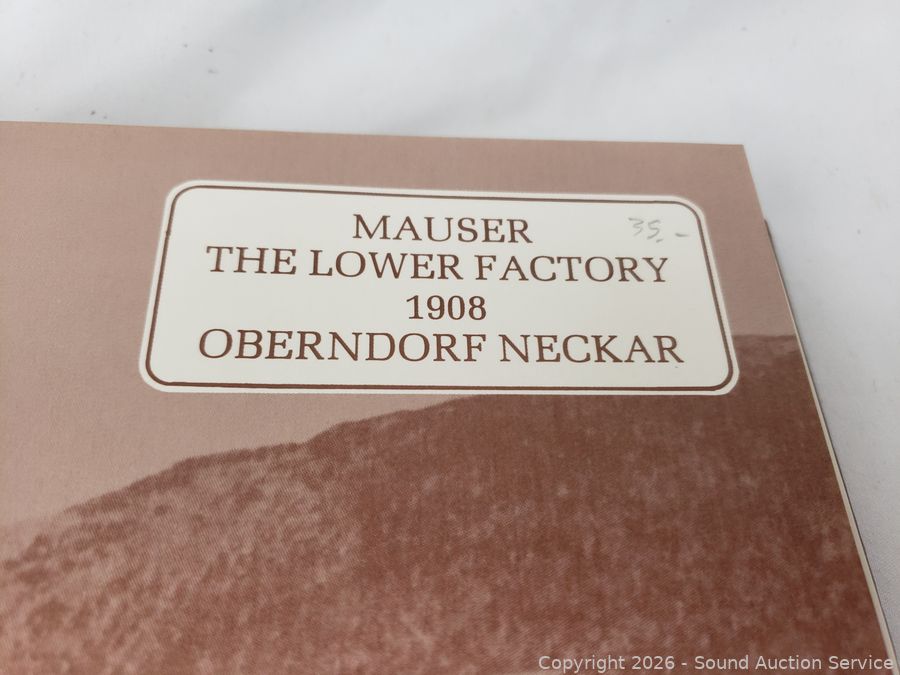 MAUSER
35.-
THE LOWER FACTORY
1908
OBERNDORF NECKAR
Copyright 2026 - Sound Auction Service